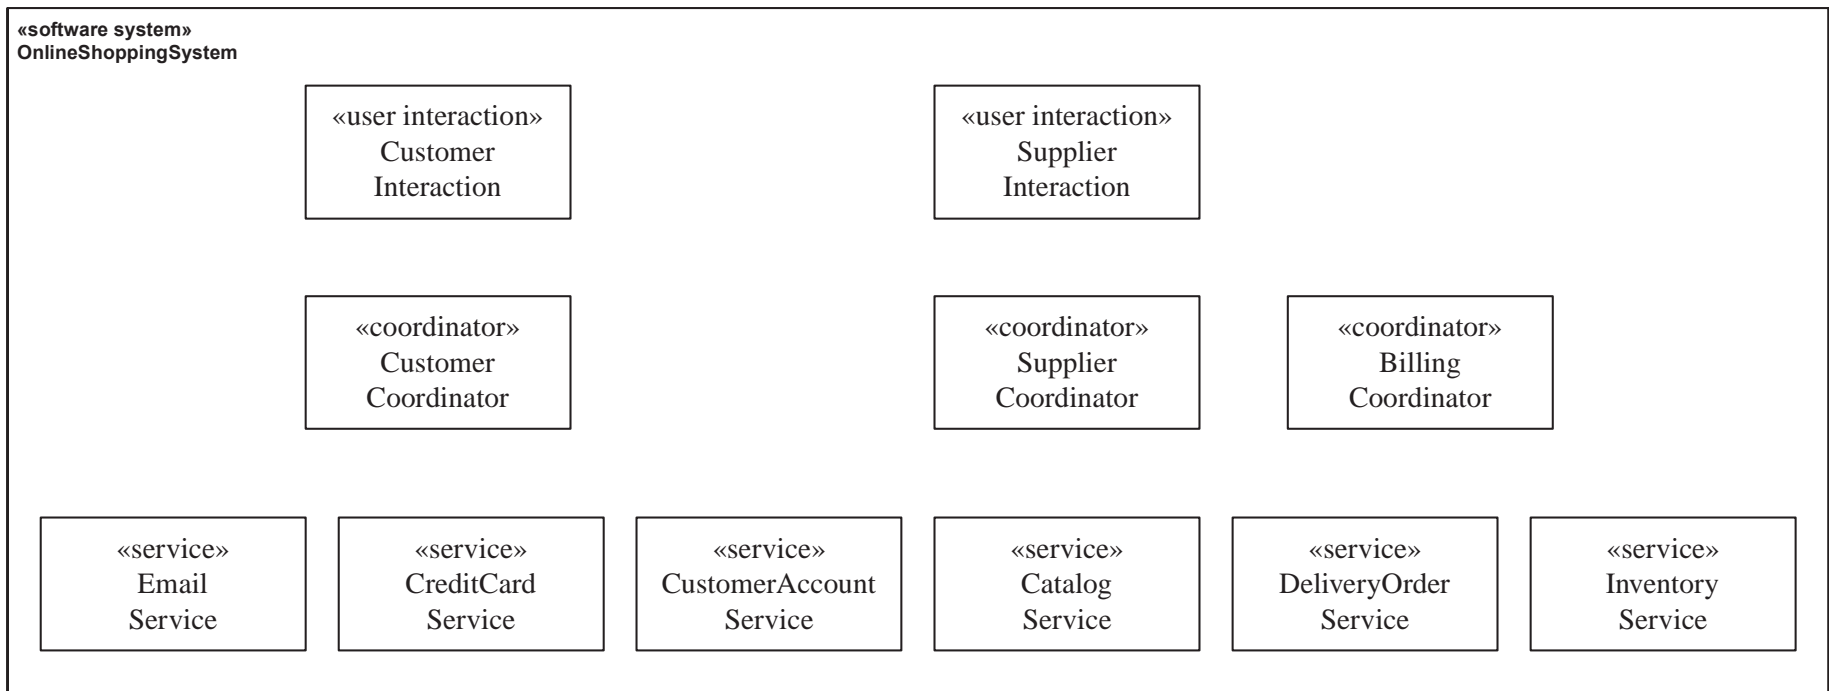 «software system»
OnlineShoppingSystem
«user interaction»
Customer
Interaction
«user interaction»
Supplier
Interaction
«coordinator»
Customer
Coordinator
«coordinator»
Supplier
Coordinator
«coordinator»
Billing
Coordinator
«service»
Email
Service
«service»
CreditCard
Service
«service»
CustomerAccount
Service
«service»
Catalog
Service
«service»
DeliveryOrder
Service
«service»
Inventory
Service